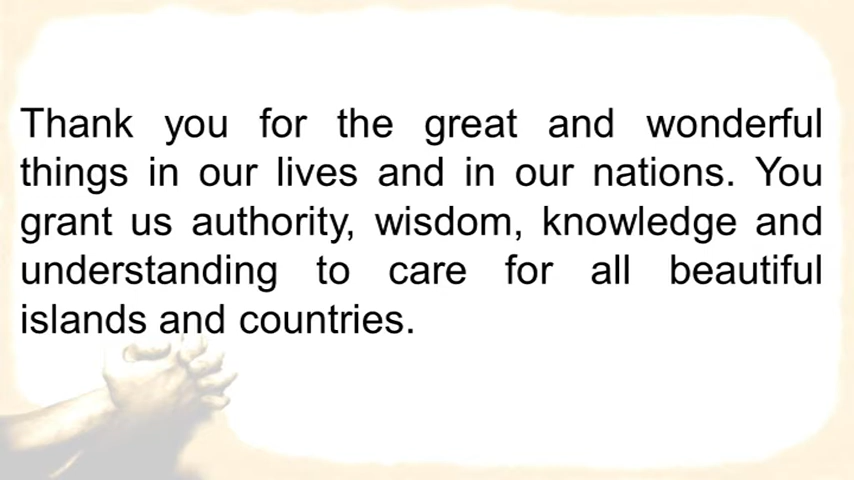 Thank you for the great and wonderful
things in our lives and in our nations. You
grant us authority, wisdom, knowledge and
understanding to care for all beautiful
islands and countries.